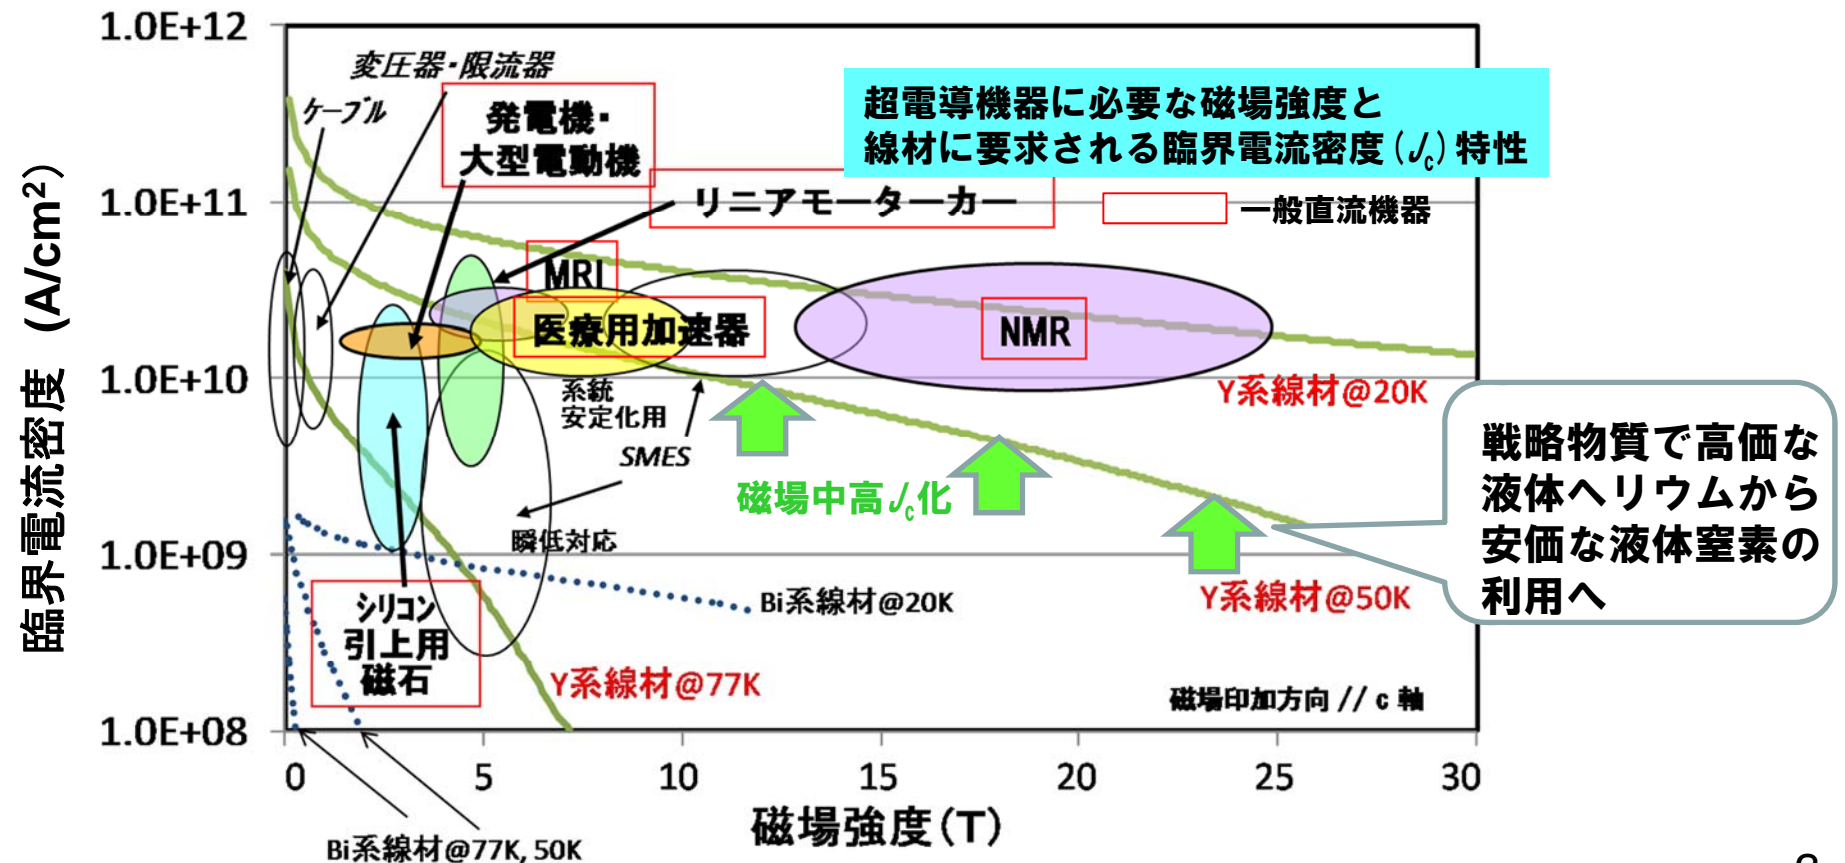 1.0E+12
1.0E+11
1.0E+10
1.0E+09
1.0E+08
臨界電流密度 (A/cm²)
変圧器・限流器
ケーブル
発電機・
大型電動機
超電導機器に必要な磁場強度と
線材に要求される臨界電流密度(Jc)特性
リニアモーターカー
一般直流機器
MRI
医療用加速器
NMR
系統
安定化用
SMES
瞬低対応
磁場中高Jc化
Y系線材@20K
戦略物質で高価な
液体ヘリウムから
安価な液体窒素の
利用へ
Y系線材@50K
Bi系線材@20K
シリコン
引上用
磁石
Y系線材@77K
磁場印加方向 // c 軸
0 5 10 15 20 25 30
磁場強度(T)
Bi系線材@77K, 50K